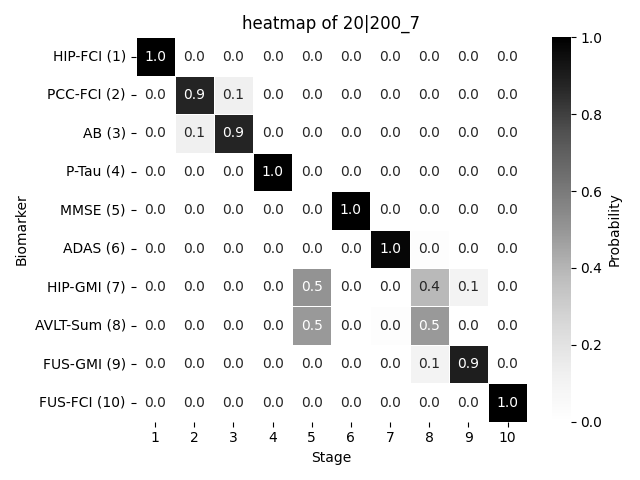 heatmap of 20|200_7
HIP-FCI (1) 1.0 0.0 0.0 0.0 0.0 0.0 0.0 0.0 0.0 0.0
PCC-FCI (2) 0.0 0.9 0.1 0.0 0.0 0.0 0.0 0.0 0.0 0.0
AB (3) 0.0 0.1 0.9 0.0 0.0 0.0 0.0 0.0 0.0 0.0
P-Tau (4) 0.0 0.0 0.0 1.0 0.0 0.0 0.0 0.0 0.0 0.0
MMSE (5) 0.0 0.0 0.0 0.0 0.0 1.0 0.0 0.0 0.0 0.0
ADAS (6) 0.0 0.0 0.0 0.0 0.0 0.0 1.0 0.0 0.0 0.0
HIP-GMI (7) 0.0 0.0 0.0 0.0 0.5 0.0 0.0 0.4 0.1 0.0
AVLT-Sum (8) 0.0 0.0 0.0 0.0 0.5 0.0 0.0 0.5 0.0 0.0
FUS-GMI (9) 0.0 0.0 0.0 0.0 0.0 0.0 0.0 0.1 0.9 0.0
FUS-FCI (10) 0.0 0.0 0.0 0.0 0.0 0.0 0.0 0.0 0.0 1.0
1 2 3 4 5 6 7 8 9 10
Stage
Biomarker
1.0
0.8
0.6
0.4
0.2
0.0
Probability